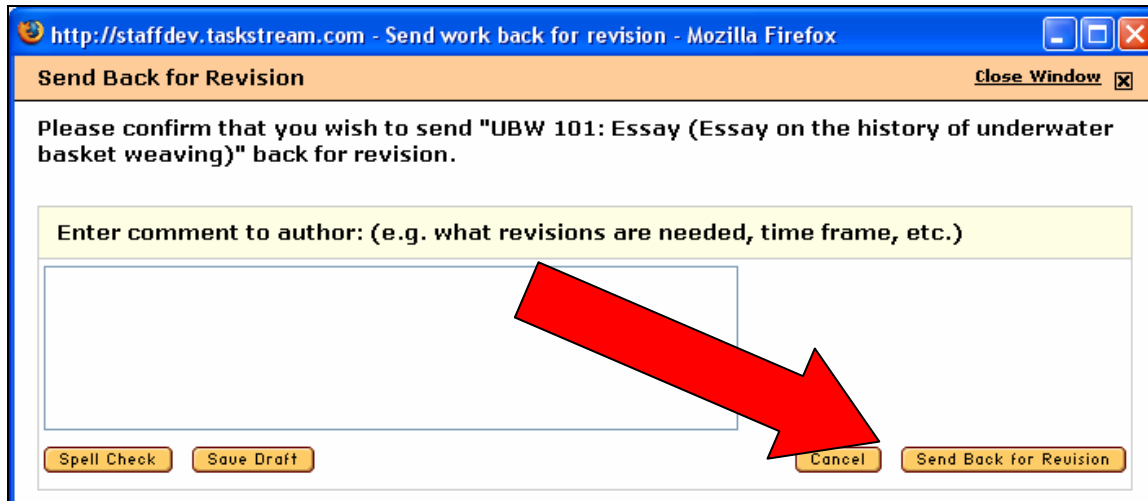 http://staffdev.taskstream.com - Send work back for revision - Mozilla Firefox
Send Back for Revision Close Window
Please confirm that you wish to send "UBW 101: Essay (Essay on the history of underwater
basket weaving)" back for revision.
Enter comment to author: (e.g. what revisions are needed, time frame, etc.)
Spell Check Save Draft Cancel Send Back for Revision